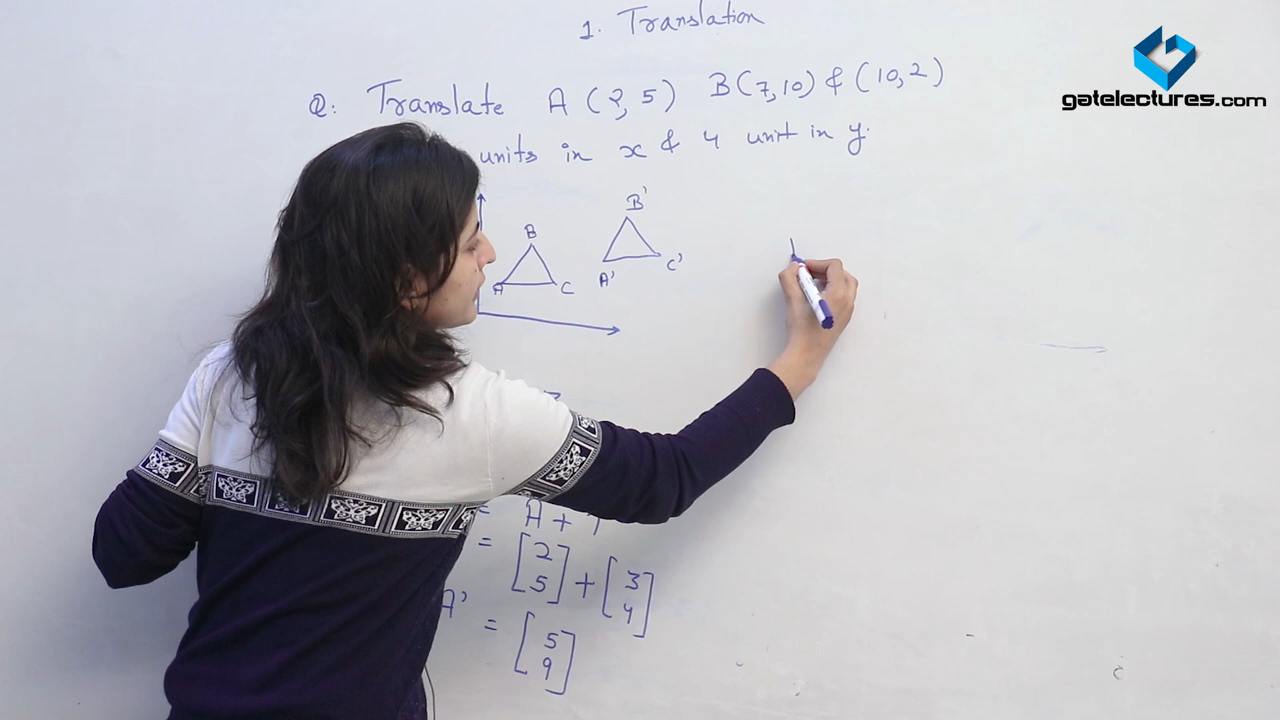 1. Translation
gatelectures.com
Q: Translate A (2, 5) B(7, 10) & (10, 2)
units in x & 4 unit in y.
B
A
C
B'
A'
C'
= A +
= [2 5] + [3 4]
A'
= [5 9]